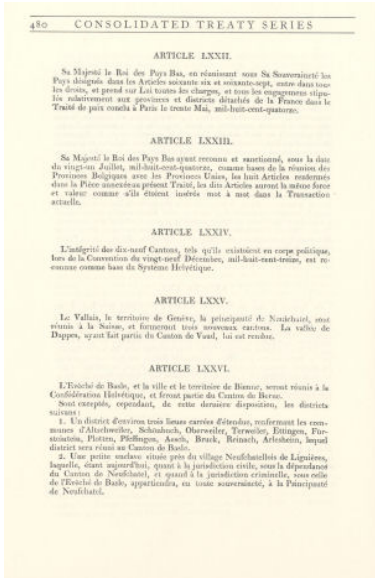 480 CONSOLIDATED TREATY SERIES
ARTICLE LXXII.
Sa Majesté le Roi des Pays Bas, en réunissant sous Sa Souveraineté les
Pays désignés dans les Articles soixante six et soixante-sept, entre dans tous
les droits, et prend sur Lui toutes les charges, et tous les engagemens stipu-
lés relativement aux provinces et districts détachés de la France dans le
Traité de paix conclu à Paris le trente Mai, mil-huit-cent-quatorze.
ARTICLE LXXIII.
Sa Majesté le Roi des Pays Bas ayant reconnu et sanctionné, sous la date
du vingt-un Juillet, mil-huit-cent-quatorze, comme bases de la réunion des
Provinces Belgiques avec les Provinces Unies, les huit Articles renfermés
dans la Pièce annexée au présent Traité, les dits Articles auront la même force
et valeur comme s'ils étoient insérés mot à mot dans la Transaction
actuelle.
ARTICLE LXXIV.
L'intégrité des dix-neuf Cantons, tels qu'ils existoient en corps politique,
lors de la Convention du vingt-neuf Décembre, mil-huit-cent-treize, est re-
connue comme base du Systeme Helvétique.
ARTICLE LXXV.
Le Vallais, le territoire de Genève, la principauté de Neufchatel, sont
réunis à la Suisse, et formeront trois nouveaux cantons. La vallée de
Dappes, ayant fait partie du Canton de Vaud, lui est rendue.
ARTICLE LXXVI.
L'Evêché de Basle, et la ville et le territoire de Bienne, seront réunis à la
Confédération Helvétique, et feront partie du Canton de Berne.
Sont exceptés, cependant, de cette dernière disposition, les districts
suivans :
1. Un district d'environ trois lieues carrées d'étendue, renfermant les com-
munes d'Altschweiler, Schönbuch, Oberweiler, Terweiler, Ettingen, Fur-
steinstein, Plotten, Pfeffingen, Aesch, Bruck, Reinach, Arlesheim, lequel
district sera réuni au Canton de Basle.
2. Une petite enclave située près du village Neufchatelois de Lignières,
laquelle, étant aujourd'hui, quant à la jurisdiction civile, sous la dépendance
du Canton de Neufchatel, et quand à la jurisdiction criminelle, sous celle
de l'Evêché de Basle, appartiendra, en toute souveraineté, à la Principauté
de Neufchatel.